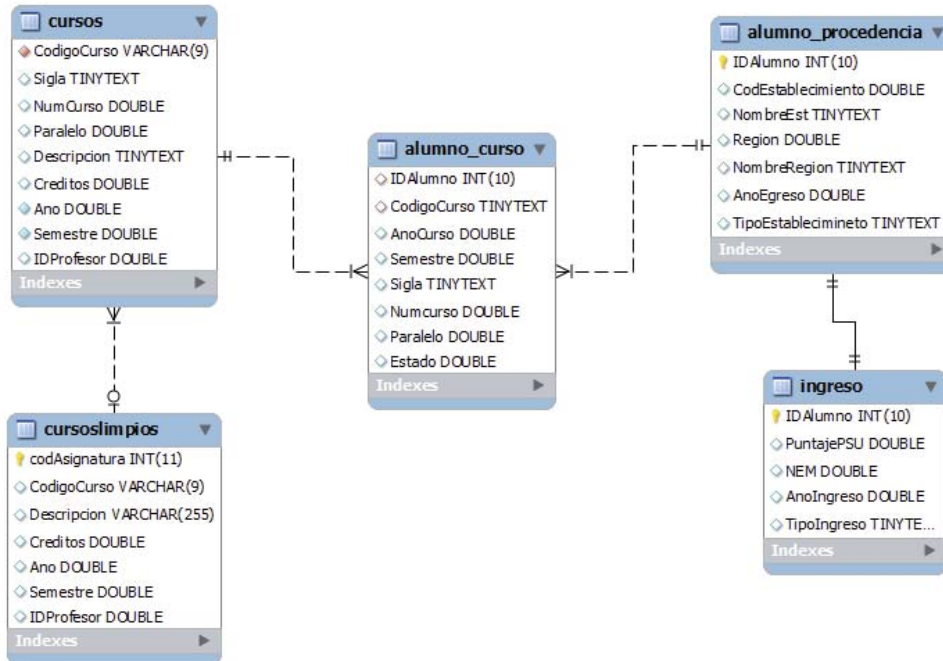 cursos
CodigoCurso VARCHAR(9)
Sigla TINYTEXT
NumCurso DOUBLE
Paralelo DOUBLE
Descripcion TINYTEXT
Creditos DOUBLE
Ano DOUBLE
Semestre DOUBLE
IDProfesor DOUBLE
Indexes
cursoslimpios
codAsignatura INT(11)
CodigoCurso VARCHAR(9)
Descripcion VARCHAR(255)
Creditos DOUBLE
Ano DOUBLE
Semestre DOUBLE
IDProfesor DOUBLE
Indexes
alumno_curso
IDAlumno INT(10)
CodigoCurso TINYTEXT
AnoCurso DOUBLE
Semestre DOUBLE
Sigla TINYTEXT
Numcurso DOUBLE
Paralelo DOUBLE
Estado DOUBLE
Indexes
alumno_procedencia
IDAlumno INT(10)
CodEstablecimiento DOUBLE
NombreEst TINYTEXT
Region DOUBLE
NombreRegion TINYTEXT
AnoEgreso DOUBLE
TipoEstablecimineto TINYTEXT
Indexes
ingreso
IDAlumno INT(10)
PuntajePSU DOUBLE
NEM DOUBLE
AnoIngreso DOUBLE
TipoIngreso TINYTE...
Indexes